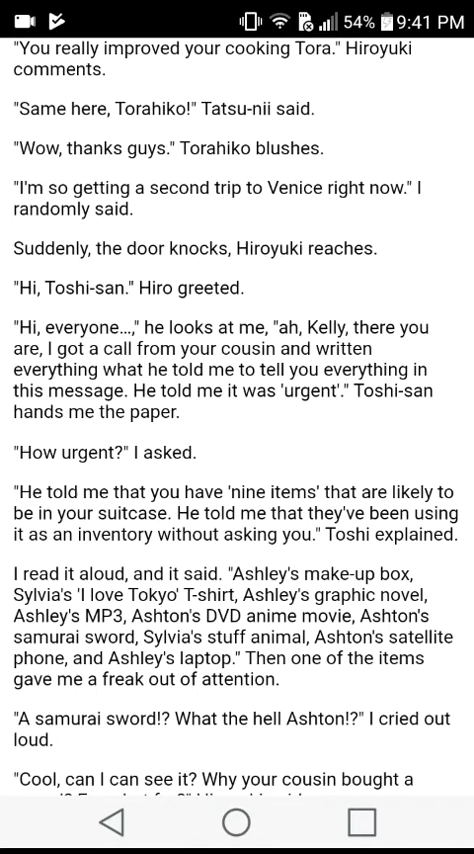 54% 9:41 PM
"You really improved your cooking Tora." Hiroyuki
comments.
"Same here, Torahiko!" Tatsu-nii said.
"Wow, thanks guys." Torahiko blushes.
"I'm so getting a second trip to Venice right now." I
randomly said.
Suddenly, the door knocks, Hiroyuki reaches.
"Hi, Toshi-san." Hiro greeted.
"Hi, everyone…," he looks at me, "ah, Kelly, there you
are, I got a call from your cousin and written
everything what he told me to tell you everything in
this message. He told me it was 'urgent'." Toshi-san
hands me the paper.
"How urgent?" I asked.
"He told me that you have 'nine items' that are likely to
be in your suitcase. He told me that they've been using
it as an inventory without asking you." Toshi explained.
I read it aloud, and it said. "Ashley's make-up box,
Sylvia's 'I love Tokyo' T-shirt, Ashley's graphic novel,
Ashley's MP3, Ashton's DVD anime movie, Ashton's
samurai sword, Sylvia's stuff animal, Ashton's satellite
phone, and Ashley's laptop." Then one of the items
gave me a freak out of attention.
"A samurai sword!? What the hell Ashton!?" I cried out
loud.
"Cool, can I can see it? Why your cousin bought a